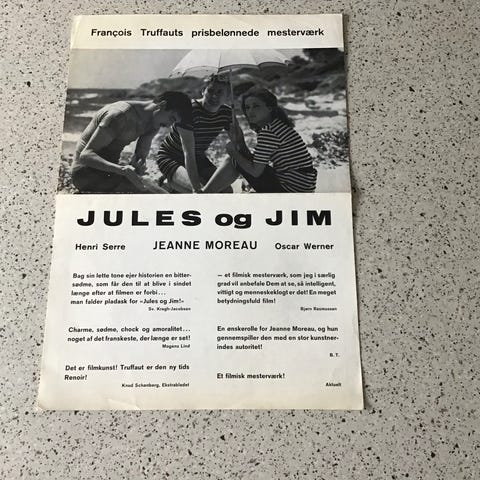 François Truffauts prisbelønnede mesterværk
JULES og JIM
Henri Serre JEANNE MOREAU Oscar Werner
Bag sin lette tone ejer historien en bitter-
sødme, som får den til at blive i sindet
længe efter at filmen er forbi...
man falder pladask for »Jules og Jim!«
Sv. Kragh-Jacobsen
Charme, sødme, chock og amoralitet...
noget af det franskeste, der længe er set!
Mogens Lind
Det er filmkunst! Truffaut er den ny tids
Renoir!
Knud Schønberg, Ekstrabladet
— et filmisk mesterværk, som jeg i særlig
grad vil anbefale Dem at se, så intelligent,
vittigt og menneskeklogt er det! En meget
betydningsfuld film!
Bjørn Rasmussen
En ønskerolle for Jeanne Moreau, og hun
gennemspiller den med en stor kunstner-
indes autoritet!
B. T.
Et filmisk mesterværk!
Aktuelt